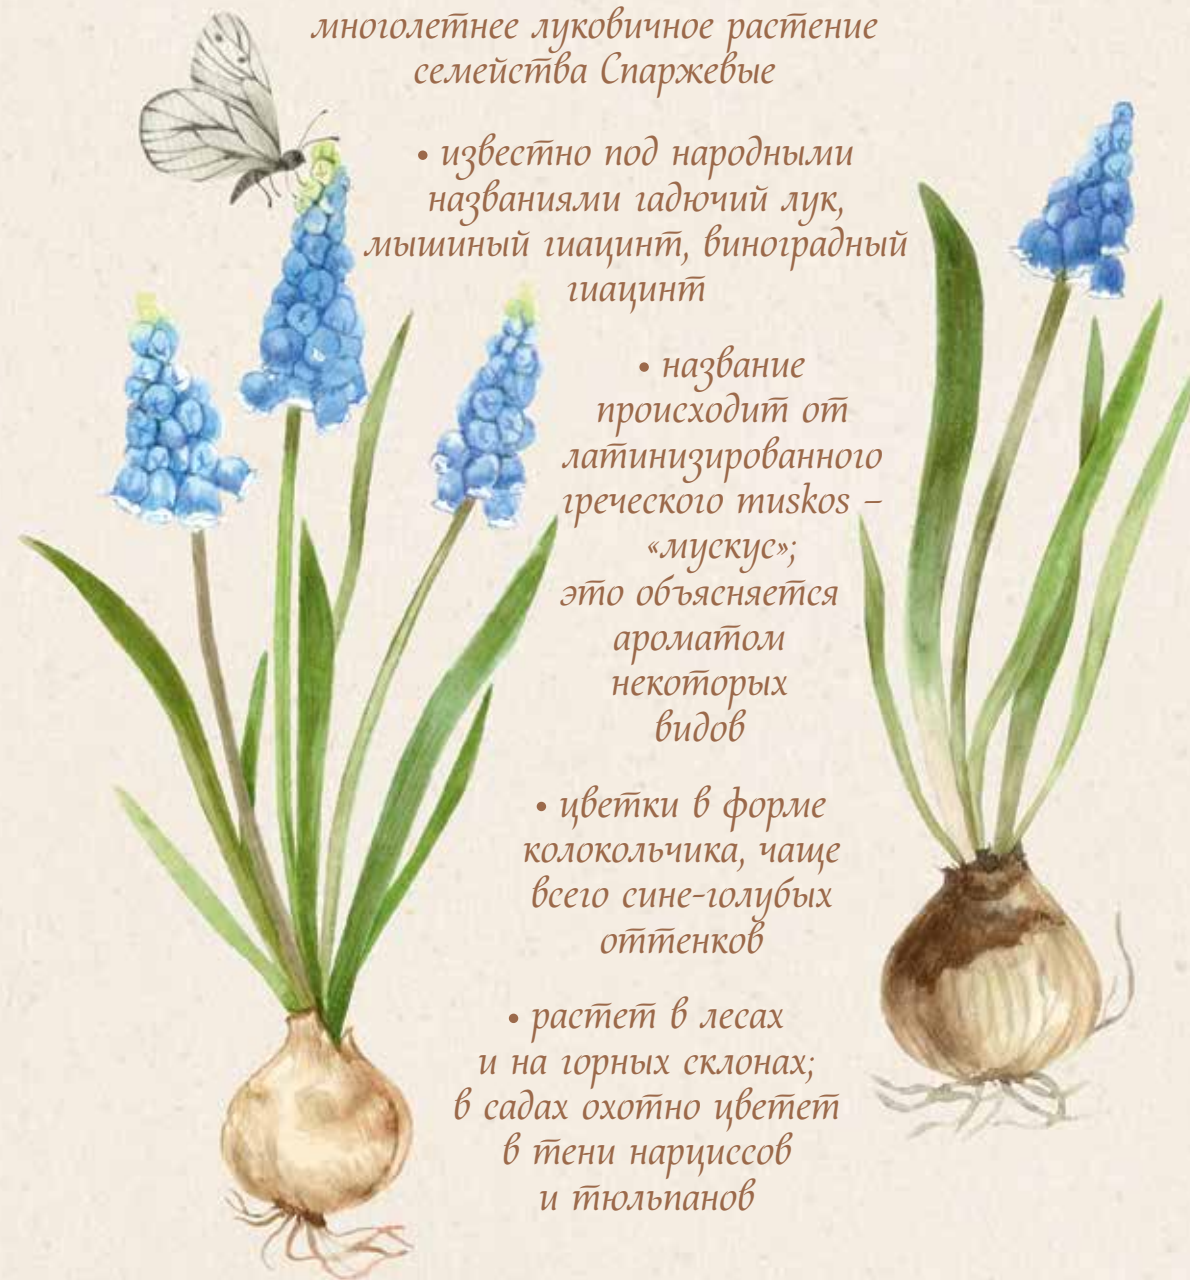 многолетнее луковичное растение
семейства Спаржевые
• известно под народными
названиями гадючий лук,
мышиный гиацинт, виноградный
гиацинт
• название
происходит от
латинизированного
греческого muskos –
«мускус»;
это объясняется
ароматом
некоторых
видов
• цветки в форме
колокольчика, чаще
всего сине-голубых
оттенков
• растет в лесах
и на горных склонах;
в садах охотно цветет
в тени нарциссов
и тюльпанов